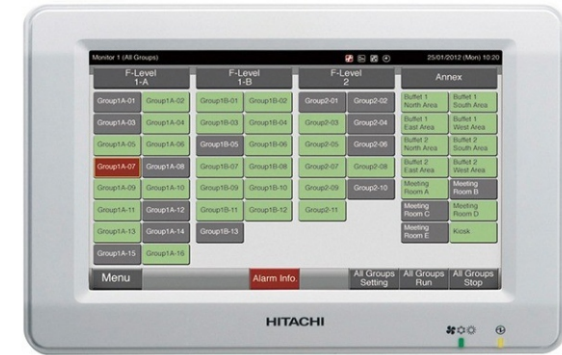 Monitor 1 (All Groups)
25/01/2012 (Mon) 10:20
F-Level 1-A
F-Level 1-B
F-Level 2
Annex
Group1A-01 Group1A-02 Group1B-01 Group1B-02 Group2-01 Group2-02 Buffet 1 North Area Buffet 1 South Area
Group1A-03 Group1A-04 Group1B-03 Group1B-04 Group2-03 Group2-04 Buffet 1 East Area Buffet 1 West Area
Group1A-05 Group1A-06 Group1B-05 Group1B-06 Group2-05 Group2-06 Buffet 2 North Area Buffet 2 South Area
Group1A-07 Group1A-08 Group1B-07 Group1B-08 Group2-07 Group2-08 Buffet 2 East Area Buffet 2 West Area
Group1A-09 Group1A-10 Group1B-09 Group1B-10 Group2-09 Group2-10 Meeting Room A Meeting Room B
Group1A-11 Group1A-12 Group1B-11 Group1B-12 Group2-11 Meeting Room C Meeting Room D
Group1A-13 Group1A-14 Group1B-13 Meeting Room E Kiosk
Group1A-15 Group1A-16
Menu Alarm Info. All Groups Setting All Groups Run All Groups Stop
HITACHI